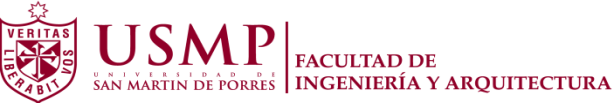 VERITAS
LIBERABIT VOS
USMP
UNIVERSIDAD DE
SAN MARTIN DE PORRES
FACULTAD DE
INGENIERÍA Y ARQUITECTURA